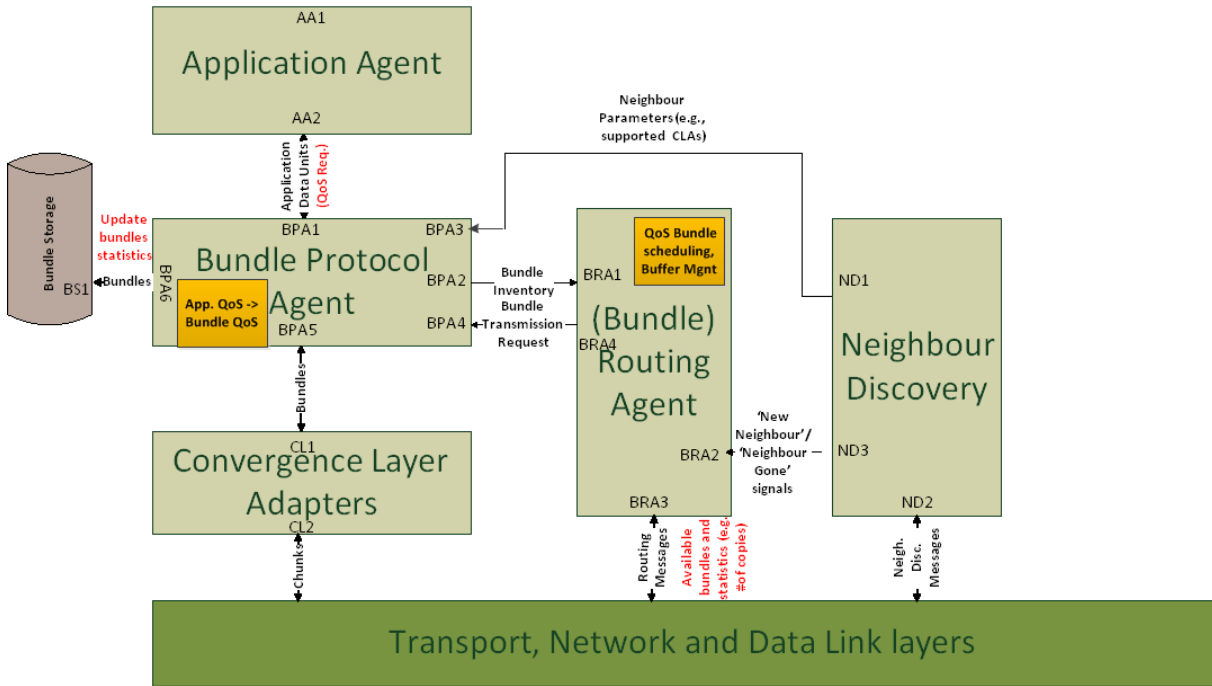 AA1
Application Agent
AA2
Application
Data Units
(QoS Req.)
Neighbour
Parameters (e.g.,
supported CLAs)
Bundle Storage
BS1
Update
bundles
statistics
Bundles
BPA1
BPA3
Bundle Protocol
Agent
BPA2
BPA6
App. QoS ->
Bundle QoS
BPA5
BPA4
Bundle
Inventory
Bundle
Transmission
Request
QoS Bundle
scheduling,
Buffer Mgnt
BRA1
(Bundle)
BRA4
Routing
Agent
BRA2
BRA3
ND1
Neighbour
Discovery
ND3
ND2
‘New
Neighbour’/
‘Neighbour
Gone’
signals
Bundles
CL1
Convergence Layer
Adapters
CL2
Chunks
Routing
Messages
Available
bundles and
statistics (e.g.
#of copies)
Neigh.
Disc.
Messages
Transport, Network and Data Link layers